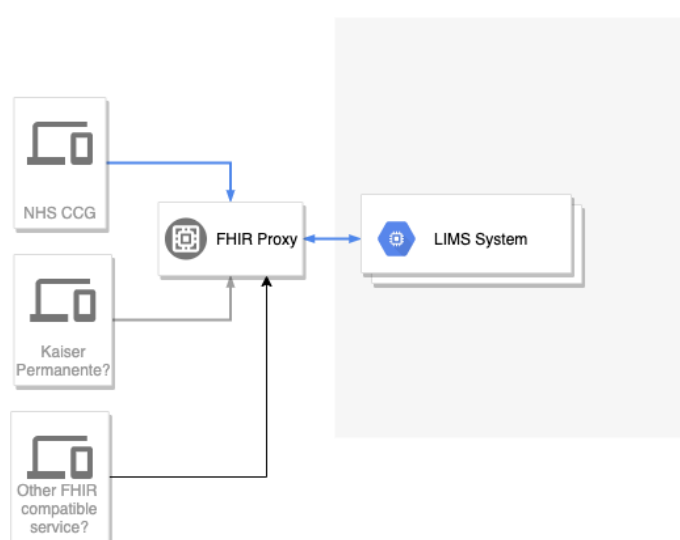 NHS CCG
FHIR Proxy
LIMS System
Kaiser
Permanente?
Other FHIR
compatible
service?